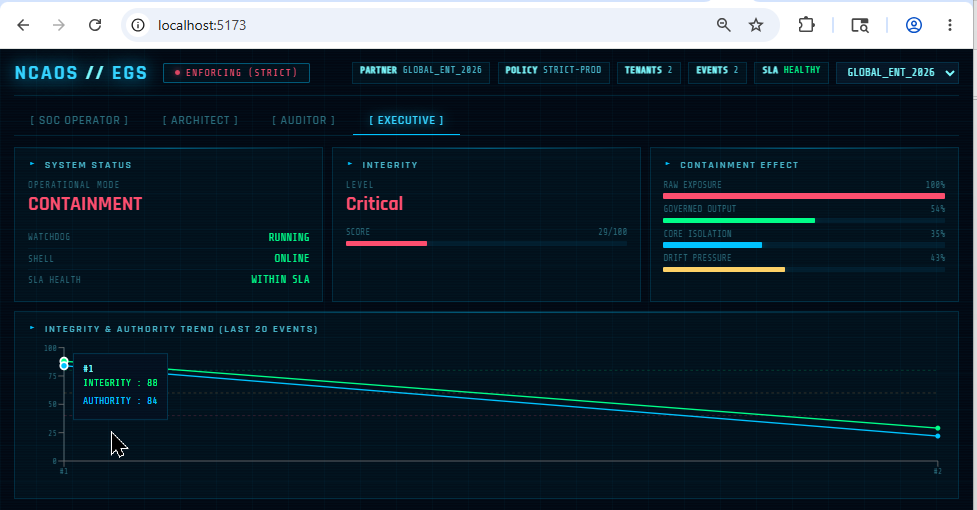 localhost:5173
NCAOS // EGS
ENFORCING (STRICT)
PARTNER GLOBAL_ENT_2026
POLICY STRICT-PROD
TENANTS 2
EVENTS 2
SLA HEALTHY
GLOBAL_ENT_2026
[ SOC OPERATOR ]
[ ARCHITECT ]
[ AUDITOR ]
[ EXECUTIVE ]
SYSTEM STATUS
OPERATIONAL MODE
CONTAINMENT
WATCHDOG RUNNING
SHELL ONLINE
SLA HEALTH WITHIN SLA
INTEGRITY
LEVEL
Critical
SCORE 29/100
CONTAINMENT EFFECT
RAW EXPOSURE 100%
GOVERNED OUTPUT 54%
CORE ISOLATION 35%
DRIFT PRESSURE 43%
INTEGRITY & AUTHORITY TREND (LAST 20 EVENTS)
100
75
50
25
0
#1
INTEGRITY : 88
AUTHORITY : 84
#1
#2